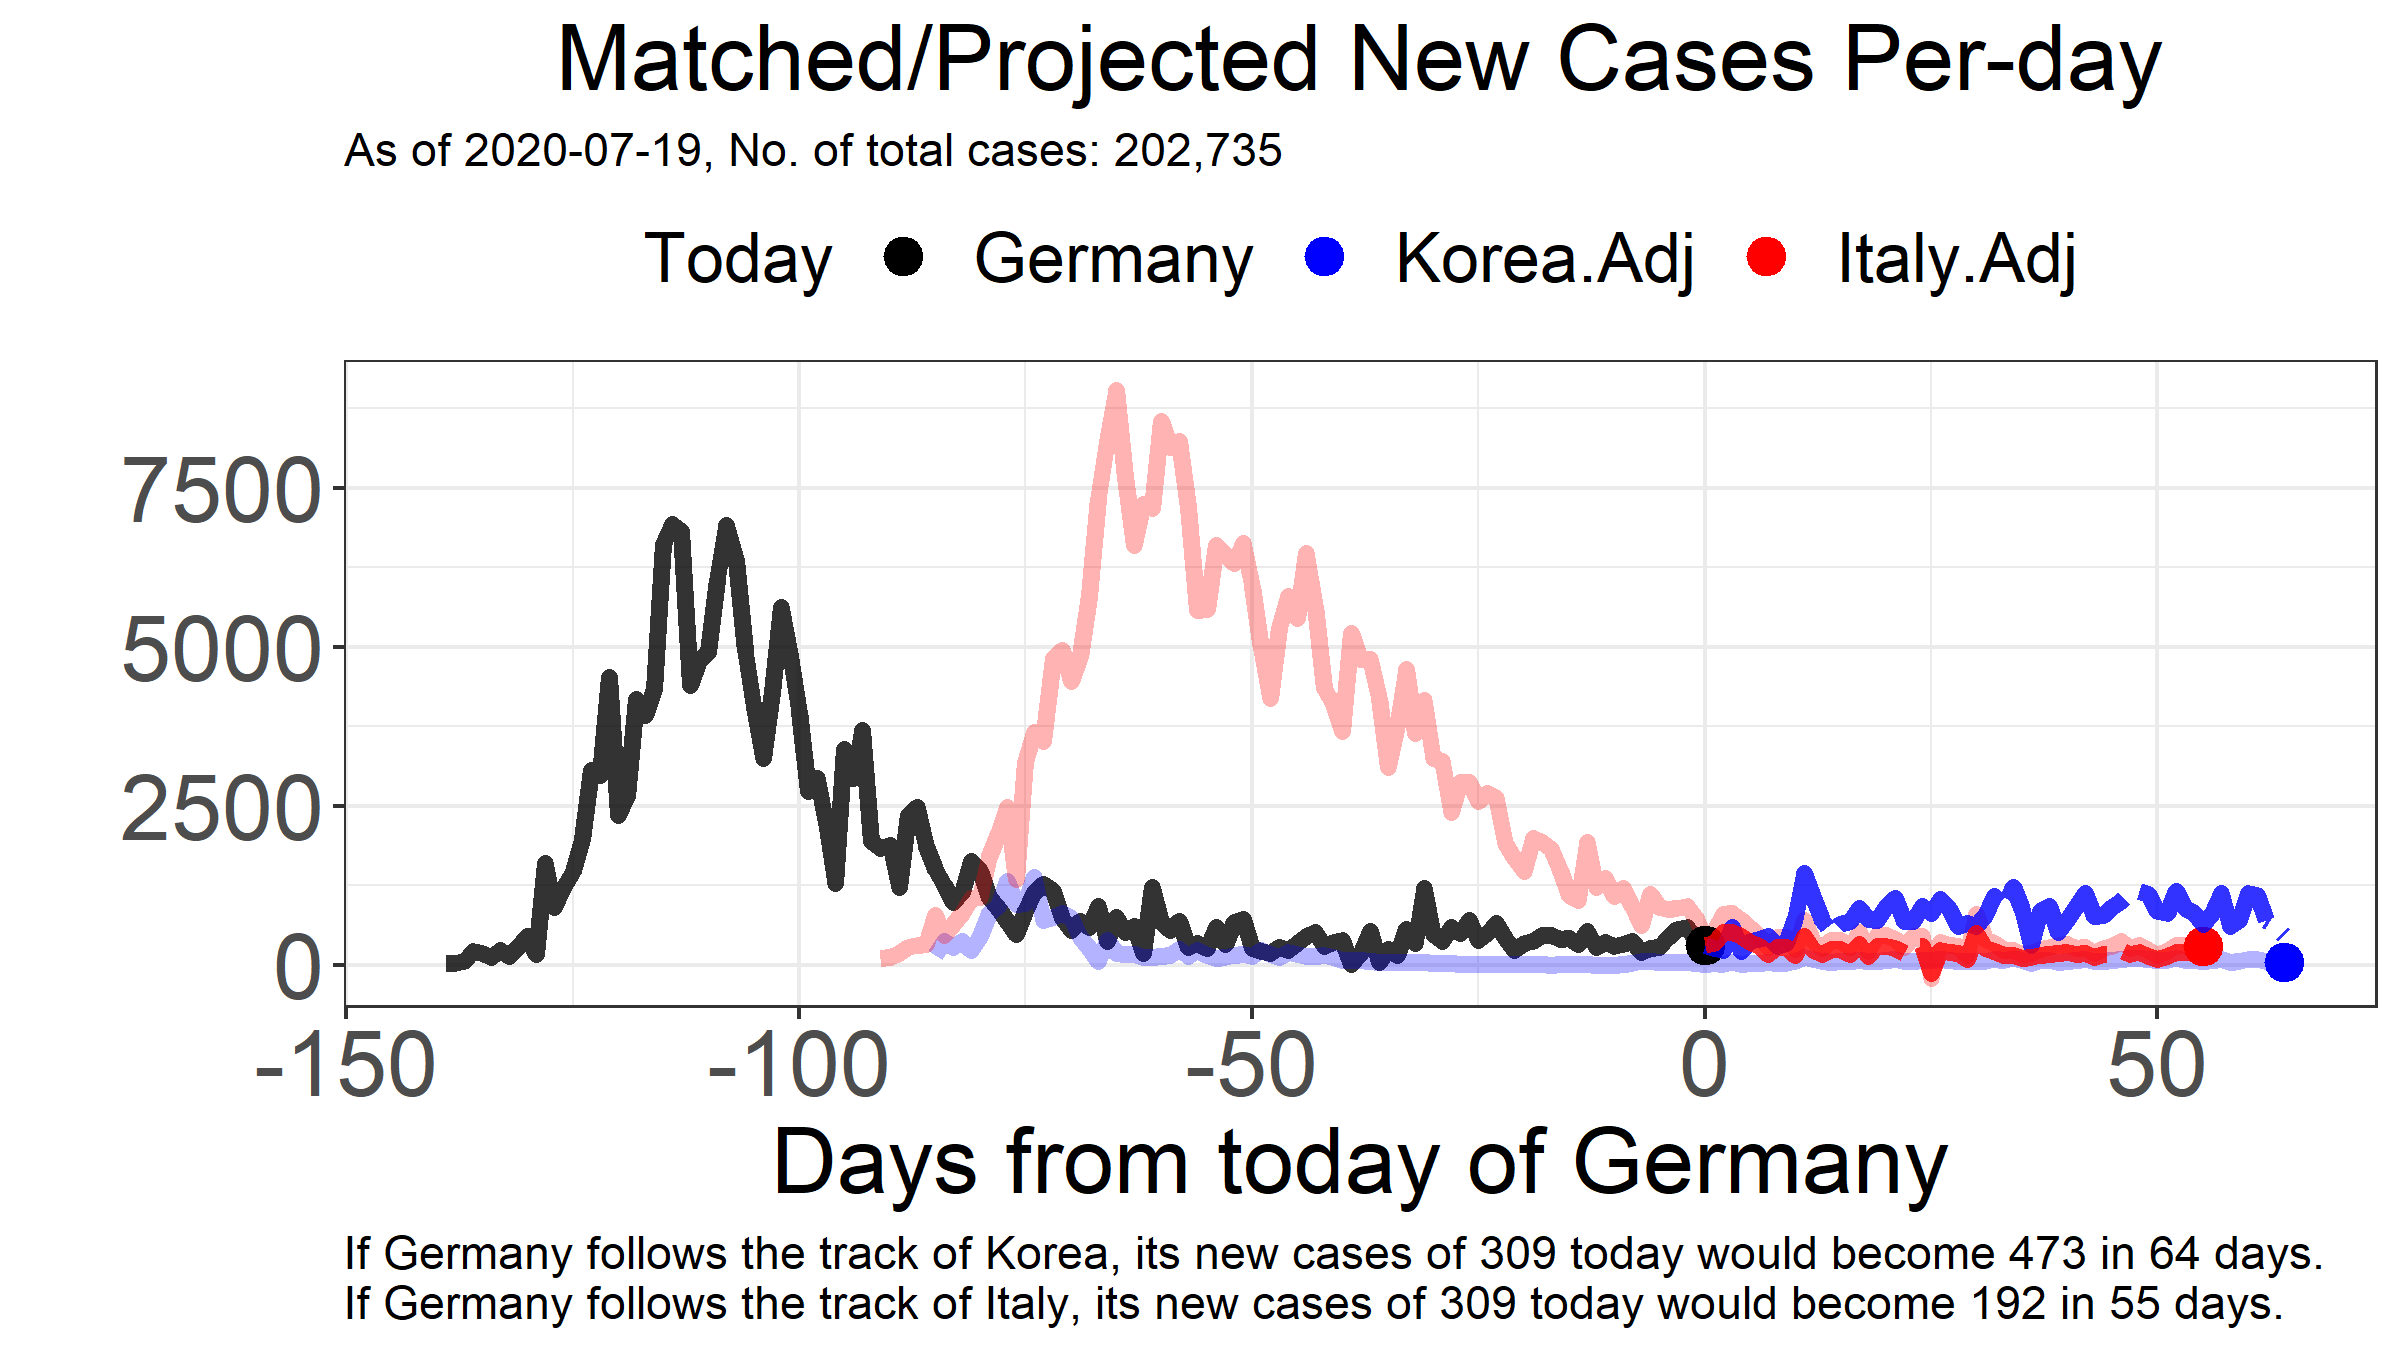 Matched/Projected New Cases Per-day
As of 2020-07-19, No. of total cases: 202,735
Today Germany Korea.Adj Italy.Adj
7500
5000
2500
0
-150 -100 -50 0 50
Days from today of Germany
If Germany follows the track of Korea, its new cases of 309 today would become 473 in 64 days.
If Germany follows the track of Italy, its new cases of 309 today would become 192 in 55 days.